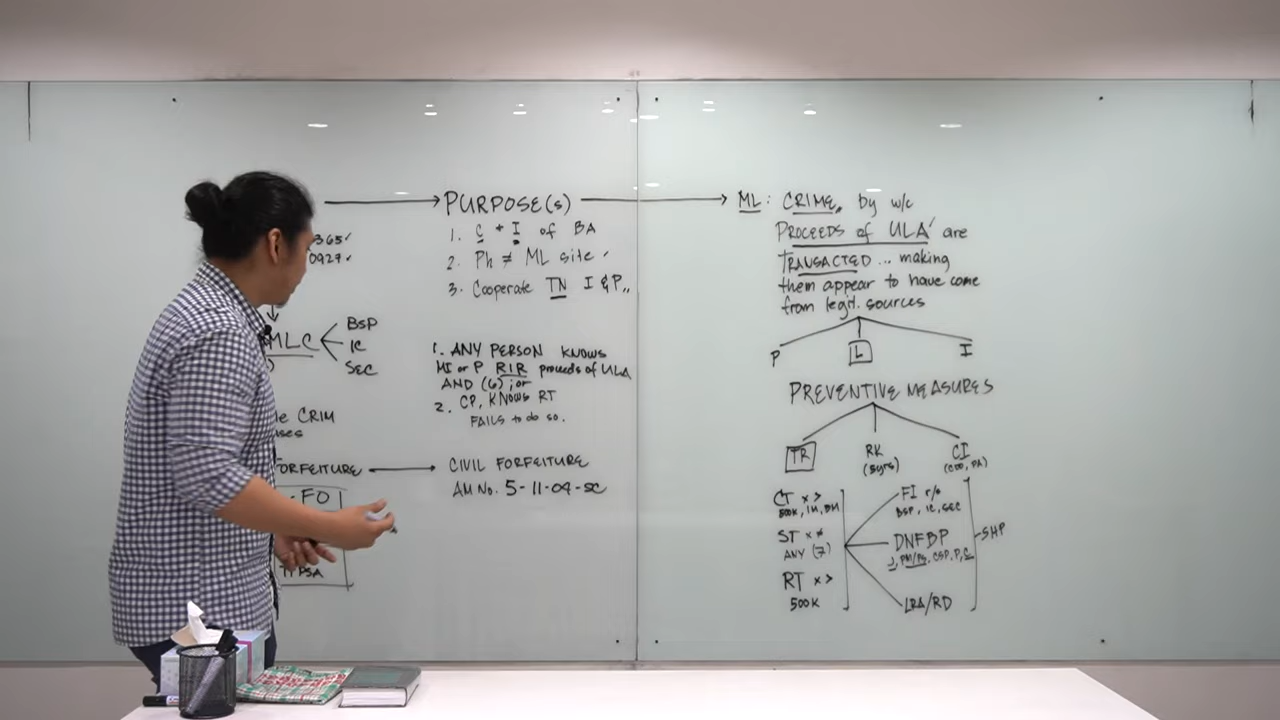 PURPOSE(s)
1. C + I of BA
2. Ph ≠ ML site
3. Cooperate TN I & P
365
0927
MLC
BSP
IC
SEC
1. ANY PERSON KNOWS
MI or P RIR proceeds of ULA
AND (6); or
2. CP, KNOWS RT
FAILS to do so.
CRIM
ORFEITURE
CIVIL FORFEITURE
AM No. 5-11-04-SC
FO
ML: CRIME, by w/c
PROCEEDS of ULA are
TRANSACTED ... making
them appear to have come
from legit. sources
P
L
I
PREVENTIVE MEASURES
TR
RK
(5yrs)
CI
(CDD, PA)
CT x >
500K, 1M, 5M
ST x ≠
ANY (7)
RT x >
500K
FI r/o
BSP, IC, SEC
DNFBP
J, PM/PS, CSP, P, C
LRA/RD
SHP